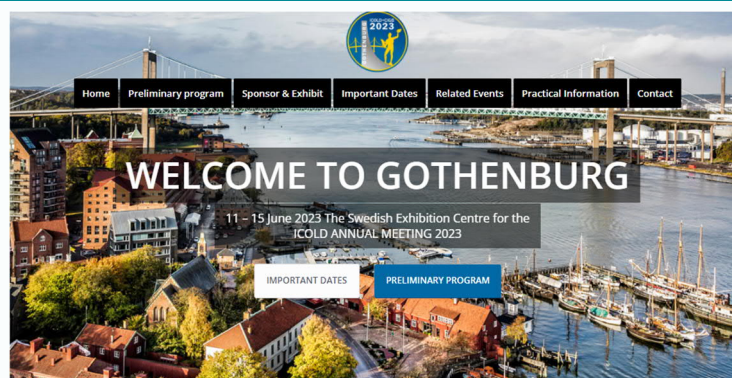 ICOLD-CIGB
2023
Home
Preliminary program
Sponsor & Exhibit
Important Dates
Related Events
Practical Information
Contact
WELCOME TO GOTHENBURG
11 – 15 June 2023 The Swedish Exhibition Centre for the
ICOLD ANNUAL MEETING 2023
IMPORTANT DATES
PRELIMINARY PROGRAM